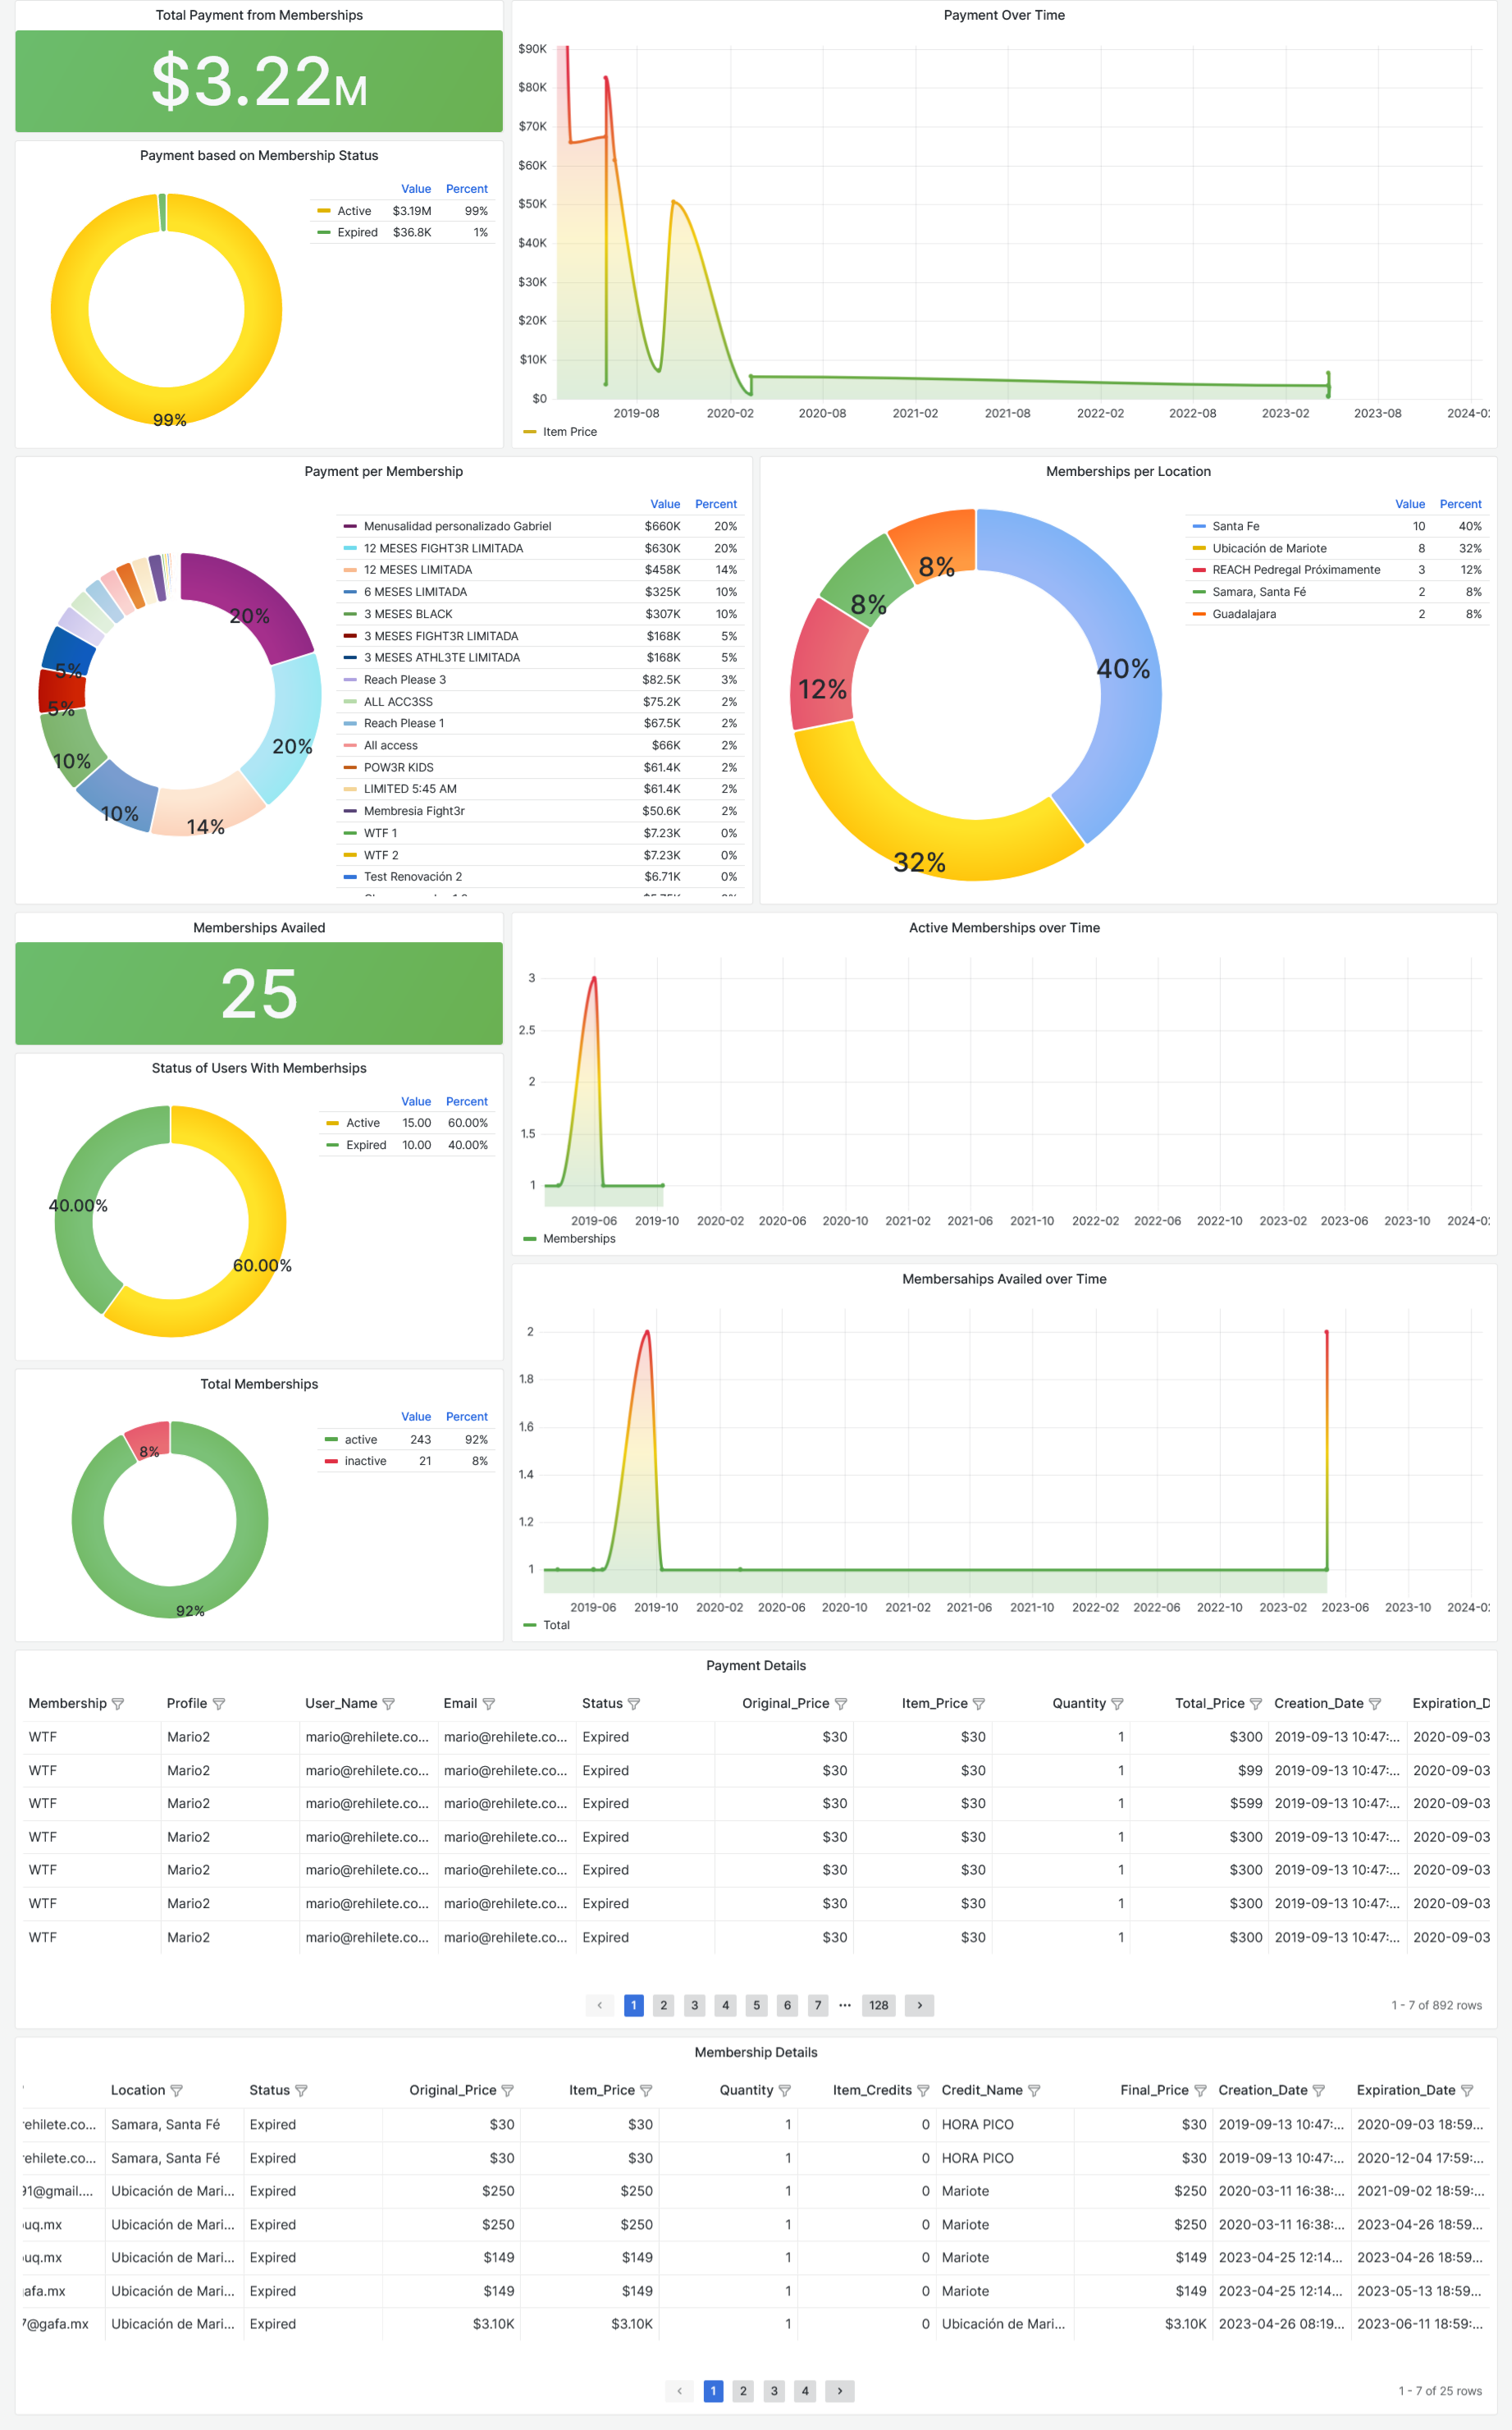 Total Payment from Memberships
$3.22M
Payment based on Membership Status
Value Percent
Active $3.19M 99%
Expired $36.8K 1%
99%
Payment Over Time
$90K
$80K
$70K
$60K
$50K
$40K
$30K
$20K
$10K
$0
2019-08 2020-02 2020-08 2021-02 2021-08 2022-02 2022-08 2023-02 2023-08 2024-0
Item Price
Payment per Membership
20%
20%
14%
10%
10%
5%
5%
Value Percent
Menusalidad personalizado Gabriel $660K 20%
12 MESES FIGHT3R LIMITADA $630K 20%
12 MESES LIMITADA $458K 14%
6 MESES LIMITADA $325K 10%
3 MESES BLACK $307K 10%
3 MESES FIGHT3R LIMITADA $168K 5%
3 MESES ATHL3TE LIMITADA $168K 5%
Reach Please 3 $82.5K 3%
ALL ACC3SS $75.2K 2%
Reach Please 1 $67.5K 2%
All access $66K 2%
POW3R KIDS $61.4K 2%
LIMITED 5:45 AM $61.4K 2%
Membresia Fight3r $50.6K 2%
WTF 1 $7.23K 0%
WTF 2 $7.23K 0%
Test Renovación 2 $6.71K 0%
Memberships per Location
8%
8%
12%
40%
32%
Value Percent
Santa Fe 10 40%
Ubicación de Mariote 8 32%
REACH Pedregal Próximamente 3 12%
Samara, Santa Fé 2 8%
Guadalajara 2 8%
Memberships Availed
25
Status of Users With Memberhsips
Value Percent
Active 15.00 60.00%
Expired 10.00 40.00%
40.00%
60.00%
Active Memberships over Time
3
2.5
2
1.5
1
2019-06 2019-10 2020-02 2020-06 2020-10 2021-02 2021-06 2021-10 2022-02 2022-06 2022-10 2023-02 2023-06 2023-10 2024-0
Memberships
Total Memberships
Value Percent
active 243 92%
inactive 21 8%
8%
92%
Membersahips Availed over Time
2
1.8
1.6
1.4
1.2
1
2019-06 2019-10 2020-02 2020-06 2020-10 2021-02 2021-06 2021-10 2022-02 2022-06 2022-10 2023-02 2023-06 2023-10 2024-0
Total
Payment Details
Membership Profile User_Name Email Status Original_Price Item_Price Quantity Total_Price Creation_Date Expiration_D
WTF Mario2 mario@rehilete.co... mario@rehilete.co... Expired $30 $30 1 $300 2019-09-13 10:47:... 2020-09-03
WTF Mario2 mario@rehilete.co... mario@rehilete.co... Expired $30 $30 1 $99 2019-09-13 10:47:... 2020-09-03
WTF Mario2 mario@rehilete.co... mario@rehilete.co... Expired $30 $30 1 $599 2019-09-13 10:47:... 2020-09-03
WTF Mario2 mario@rehilete.co... mario@rehilete.co... Expired $30 $30 1 $300 2019-09-13 10:47:... 2020-09-03
WTF Mario2 mario@rehilete.co... mario@rehilete.co... Expired $30 $30 1 $300 2019-09-13 10:47:... 2020-09-03
WTF Mario2 mario@rehilete.co... mario@rehilete.co... Expired $30 $30 1 $300 2019-09-13 10:47:... 2020-09-03
WTF Mario2 mario@rehilete.co... mario@rehilete.co... Expired $30 $30 1 $300 2019-09-13 10:47:... 2020-09-03
1 2 3 4 5 6 7 ... 128
1 - 7 of 892 rows
Membership Details
Location Status Original_Price Item_Price Quantity Item_Credits Credit_Name Final_Price Creation_Date Expiration_Date
ehilete.co... Samara, Santa Fé Expired $30 $30 1 0 HORA PICO $30 2019-09-13 10:47:... 2020-09-03 18:59...
ehilete.co... Samara, Santa Fé Expired $30 $30 1 0 HORA PICO $30 2019-09-13 10:47:... 2020-12-04 17:59:...
91@gmail.... Ubicación de Mari... Expired $250 $250 1 0 Mariote $250 2020-03-11 16:38:... 2021-09-02 18:59:...
uq.mx Ubicación de Mari... Expired $250 $250 1 0 Mariote $250 2020-03-11 16:38:... 2023-04-26 18:59...
uq.mx Ubicación de Mari... Expired $149 $149 1 0 Mariote $149 2023-04-25 12:14... 2023-04-26 18:59...
afa.mx Ubicación de Mari... Expired $149 $149 1 0 Mariote $149 2023-04-25 12:14... 2023-05-13 18:59...
7@gafa.mx Ubicación de Mari... Expired $3.10K $3.10K 1 0 Ubicación de Mari... $3.10K 2023-04-26 08:19... 2023-06-11 18:59:...
1 2 3 4
1 - 7 of 25 rows